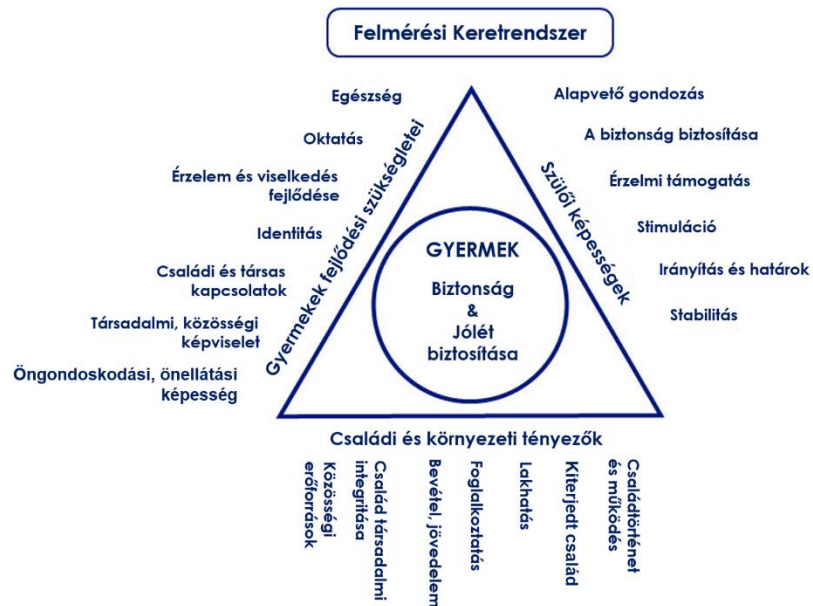 Felmérési Keretrendszer
Egészség
Oktatás
Érzelem és viselkedés
fejlődése
Identitás
Családi és társas
kapcsolatok
Társadalmi, közösségi
képviselet
Öngondoskodási, önellátási
képesség
Gyermekek fejlődési szükségletei
GYERMEK
Biztonság
&
Jólét
biztosítása
Szülői képességek
Alapvető gondozás
A biztonság biztosítása
Érzelmi támogatás
Stimuláció
Irányítás és határok
Stabilitás
Családi és környezeti tényezők
Közösségi
erőforrások
Család társadalmi
integritása
Bevétel, jövedelem
Foglalkoztatás
Lakhatás
Kiterjedt család
Családtörténet
és működés